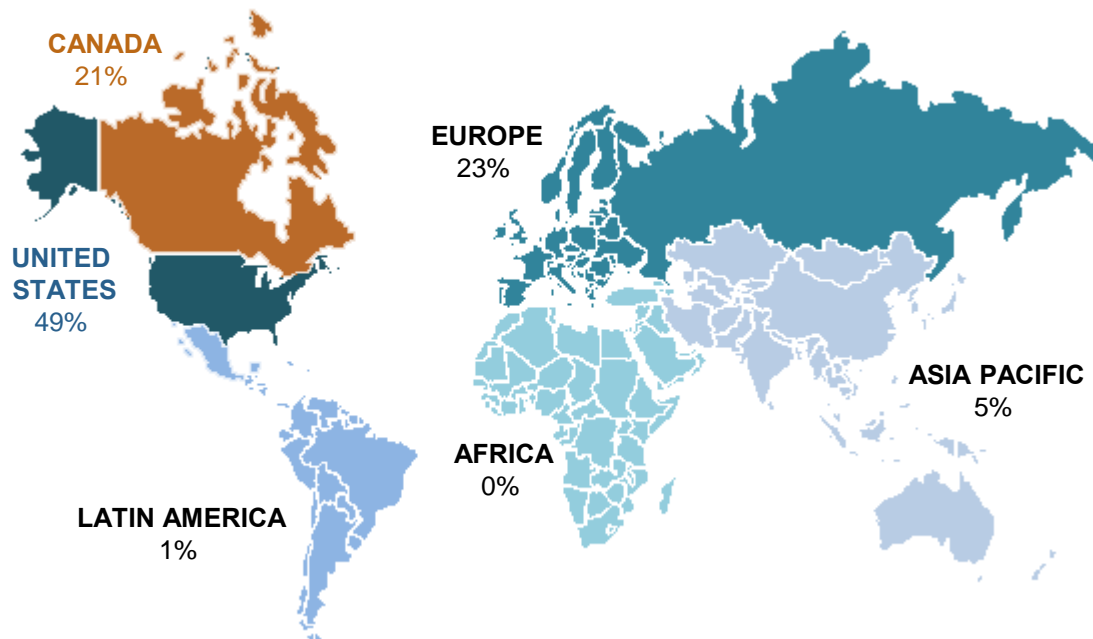 CANADA
21%
EUROPE
23%
UNITED
STATES
49%
ASIA PACIFIC
5%
AFRICA
0%
LATIN AMERICA
1%